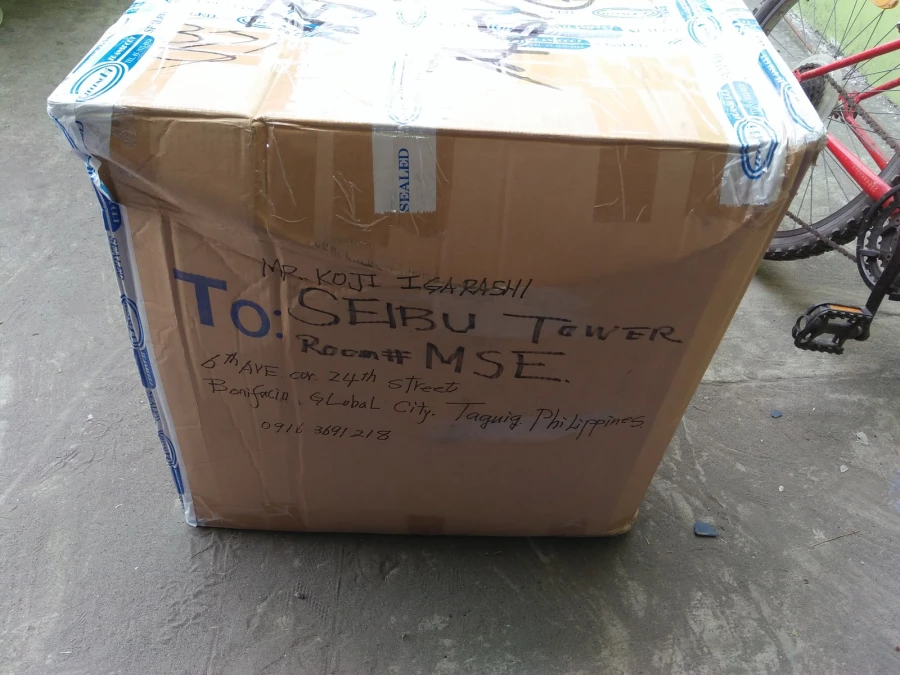 SEALED
MR. KOJI IGARASHI
To: SEIBU TOWER
Room# MSE.
6th AVE cor. 24th street
Bonifacio, GLobaL City. Taguig PhiLippines
0916 3691218